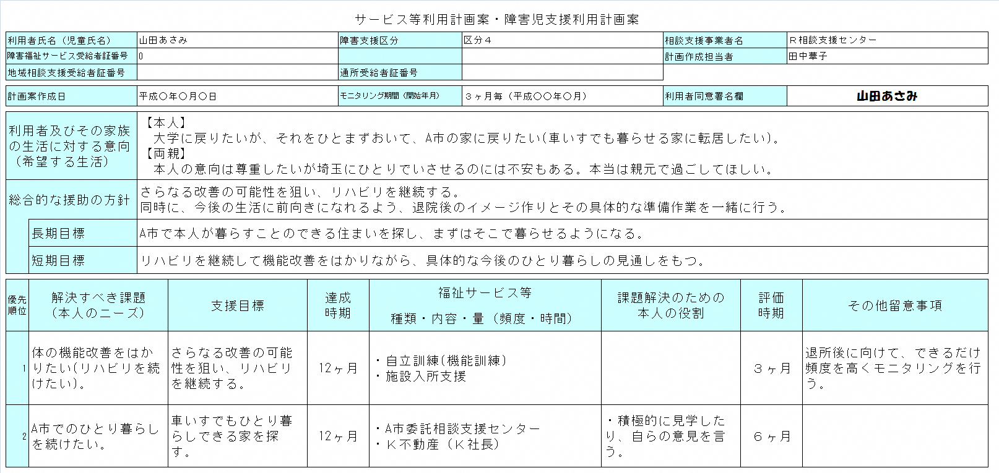 サービス等利用計画案・障害児支援利用計画案
利用者氏名（児童氏名） 山田あさみ 障害支援区分 区分４ 相談支援事業者名 Ｒ相談支援センター
障害福祉サービス受給者証番号 0 計画作成担当者 田中華子
地域相談支援受給者証番号 通所受給者証番号
計画案作成日 平成〇年〇月〇日 モニタリング期間（開始年月） ３ヶ月毎（平成〇〇年〇月） 利用者同意署名欄 山田あさみ
利用者及びその家族
の生活に対する意向
（希望する生活）
【本人】
大学に戻りたいが、それをひとまずおいて、A市の家に戻りたい(車いすでも暮らせる家に転居したい)。
【両親】
本人の意向は尊重したいが埼玉にひとりでいさせるのには不安もある。本当は親元で過ごしてほしい。
総合的な援助の方針
さらなる改善の可能性を狙い、リハビリを継続する。
同時に、今後の生活に前向きになれるよう、退院後のイメージ作りとその具体的な準備作業を一緒に行う。
長期目標 A市で本人が暮らすことのできる住まいを探し、まずはそこで暮らせるようになる。
短期目標 リハビリを継続して機能改善をはかりながら、具体的な今後のひとり暮らしの見通しをもつ。
優先
順位
解決すべき課題
（本人のニーズ）
支援目標
達成
時期
福祉サービス等
種類・内容・量（頻度・時間）
課題解決のための
本人の役割
評価
時期
その他留意事項
1
体の機能改善をはか
りたい(リハビリを続
けたい)。
さらなる改善の可能
性を狙い、リハビリ
を継続する。
12ヶ月
・自立訓練(機能訓練)
・施設入所支援
３ヶ月
退所後に向けて、できるだけ
頻度を高くモニタリングを行
う。
2
A市でのひとり暮らし
を続けたい。
車いすでもひとり暮
らしできる家を探
す。
12ヶ月
・A市委託相談支援センター
・Ｋ不動産（Ｋ社長）
・積極的に見学した
り、自らの意見を言
う。
６ヶ月